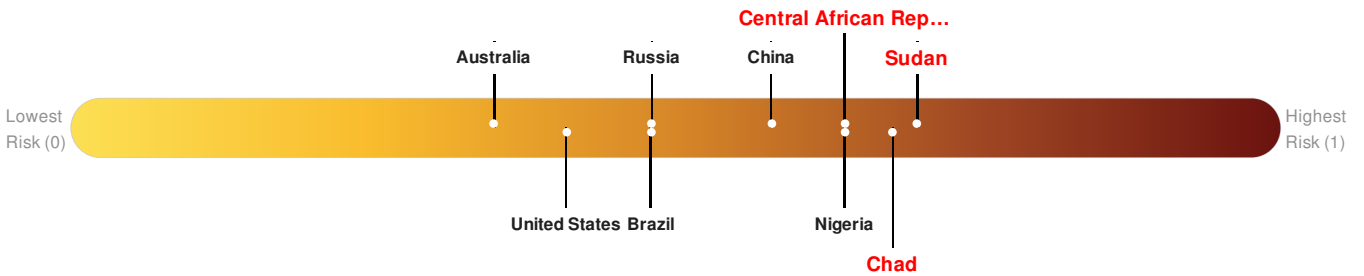 Central African Rep…
Australia Russia China Sudan
Lowest
Risk (0)
Highest
Risk (1)
United States Brazil Nigeria
Chad